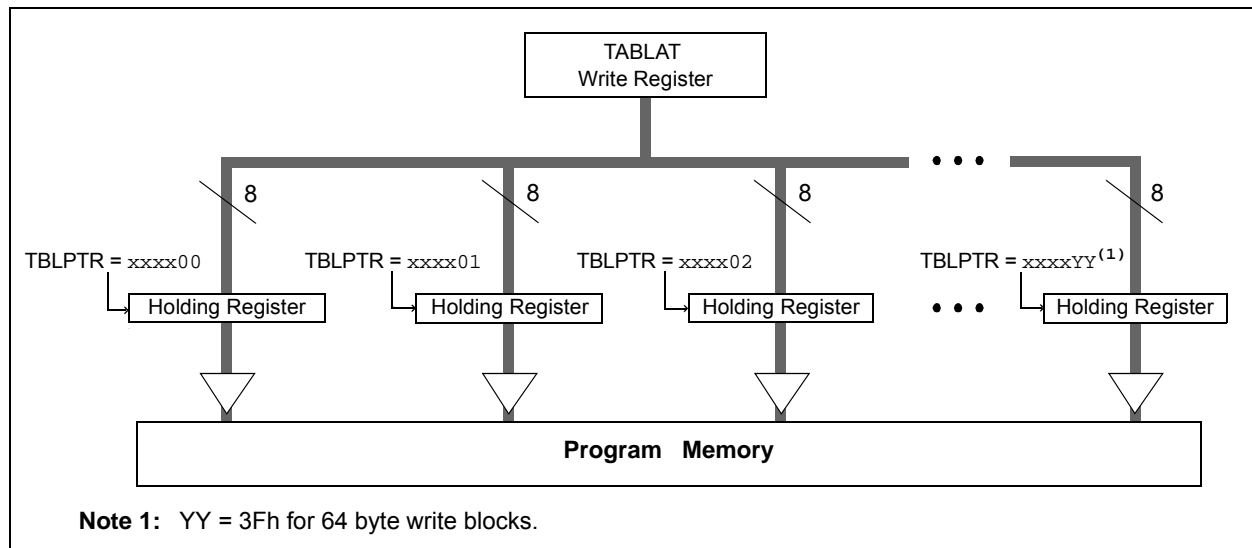 TABLAT
Write Register
8 8 8 8
TBLPTR = xxxx00 TBLPTR = xxxx01 TBLPTR = xxxx02 TBLPTR = xxxxYY(1)
Holding Register Holding Register Holding Register Holding Register
Program Memory
Note 1: YY = 3Fh for 64 byte write blocks.